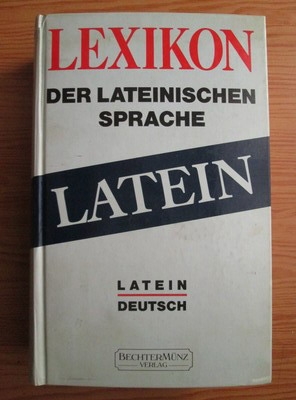 LEXIKON
DER LATEINISCHEN
SPRACHE
LATEIN
LATEIN
DEUTSCH
BECHTERMÜNZ
VERLAG